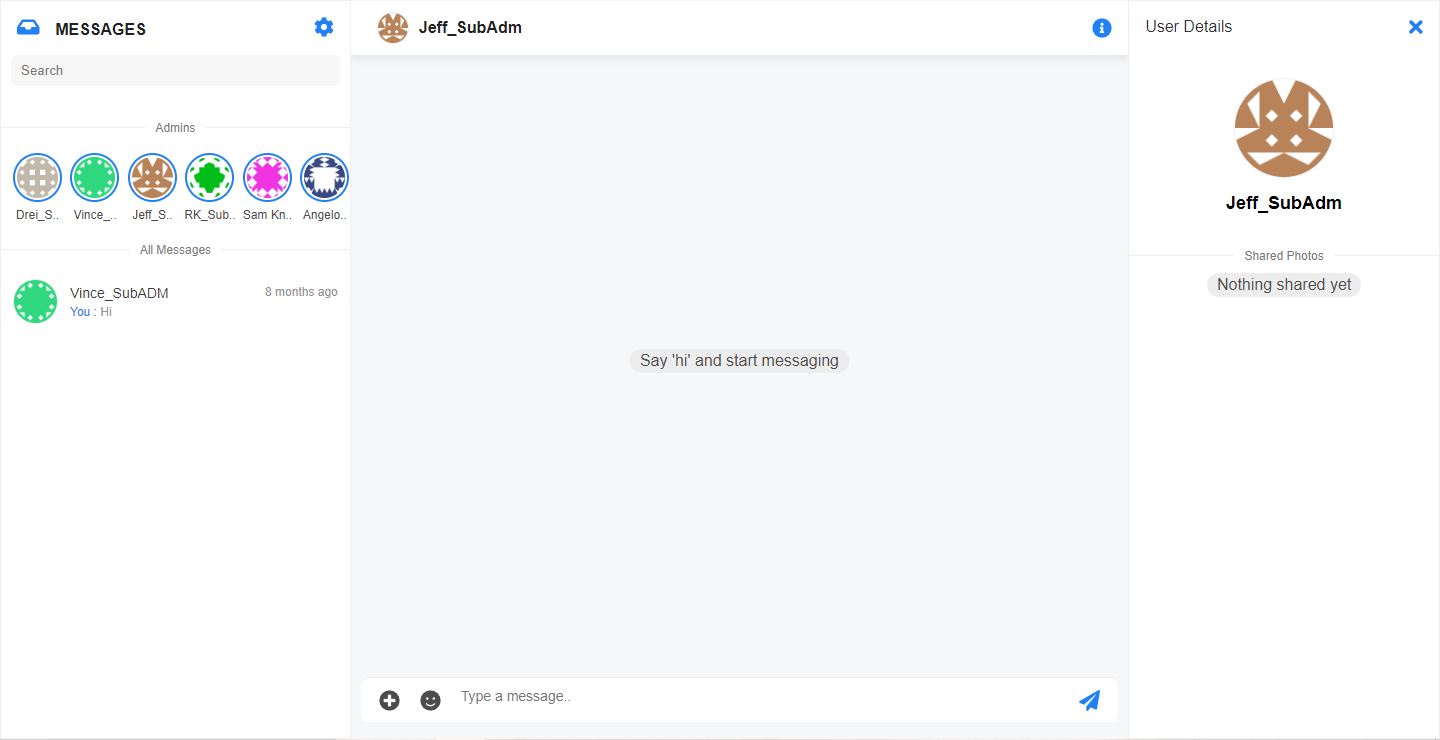 MESSAGES
Search
Admins
Drei_S.. Vince_.. Jeff_S.. RK_Sub.. Sam Kn.. Angelo..
All Messages
Vince_SubADM 8 months ago
You : Hi
Jeff_SubAdm
Say 'hi' and start messaging
Type a message..
User Details
Jeff_SubAdm
Shared Photos
Nothing shared yet